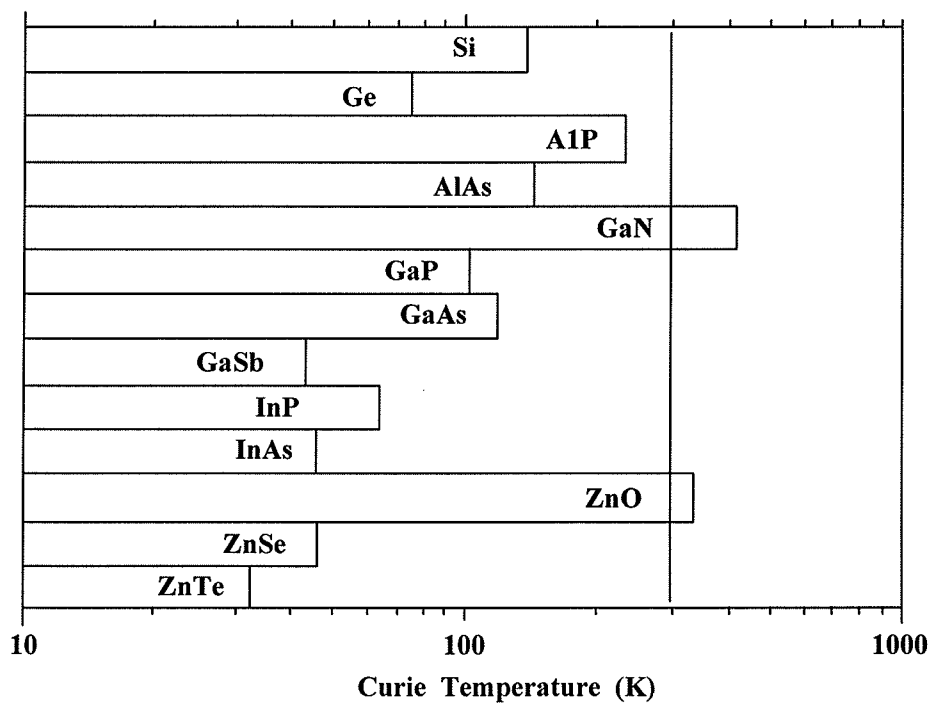 Si
Ge
A1P
AlAs
GaN
GaP
GaAs
GaSb
InP
InAs
ZnO
ZnSe
ZnTe
10 100 1000
Curie Temperature (K)